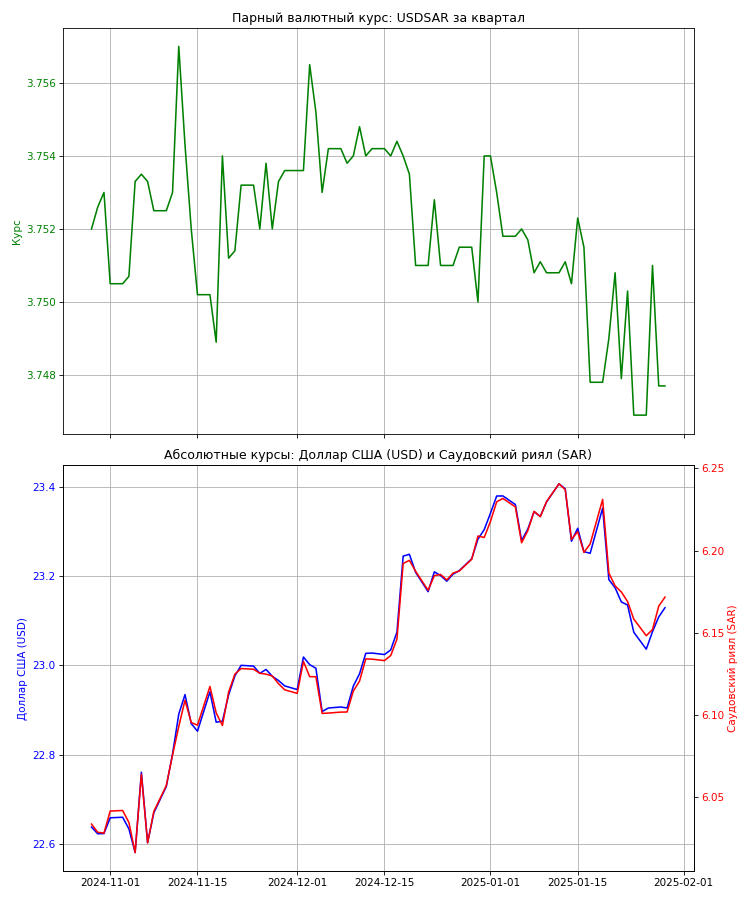 Парный валютный курс: USDSAR за квартал
3.756
3.754
3.752
3.750
3.748
Курс
Абсолютные курсы: Доллар США (USD) и Саудовский риял (SAR)
23.4
23.2
23.0
22.8
22.6
Доллар США (USD)
6.25
6.20
6.15
6.10
6.05
Саудовский риял (SAR)
2024-11-01 2024-11-15 2024-12-01 2024-12-15 2025-01-01 2025-01-15 2025-02-01